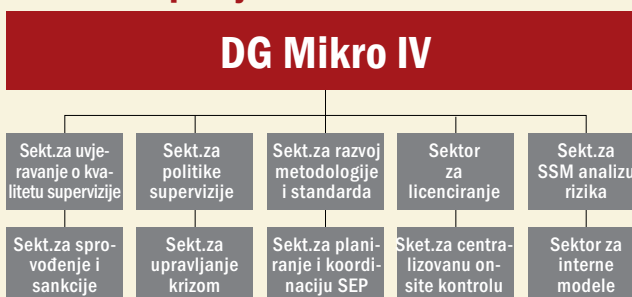 DG Mikro IV
Sekt.za uvje-
ravanje o kva-
litetu supervizije
Sekt.za
politike
supervizije
Sekt.za razvoj
metodologije
i standarda
Sektor
za
licenciranje
Sekt.za
SSM analizu
rizika
Sekt.za spro-
vođenje i
sankcije
Sekt.za
upravljanje
krizom
Sekt.za plani-
ranje i koordi-
naciju SEP
Sket.za centra-
lizovanu on-
site kontrolu
Sektor za
interne
modele